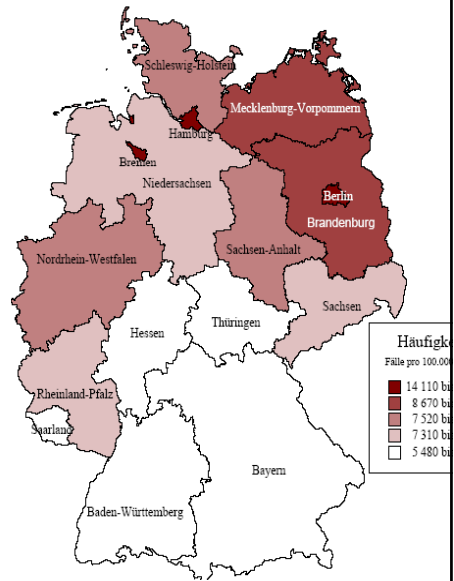 Schleswig-Holstein
Mecklenburg-Vorpommern
Hamburg
Bremen
Niedersachsen
Berlin
Brandenburg
Sachsen-Anhalt
Nordrhein-Westfalen
Sachsen
Hessen
Thüringen
Rheinland-Pfalz
Saarland
Bayern
Baden-Württemberg
Häufigke
Fälle pro 100.00
14 110 bi
8 670 bi
7 520 bi
7 310 bi
5 480 bi